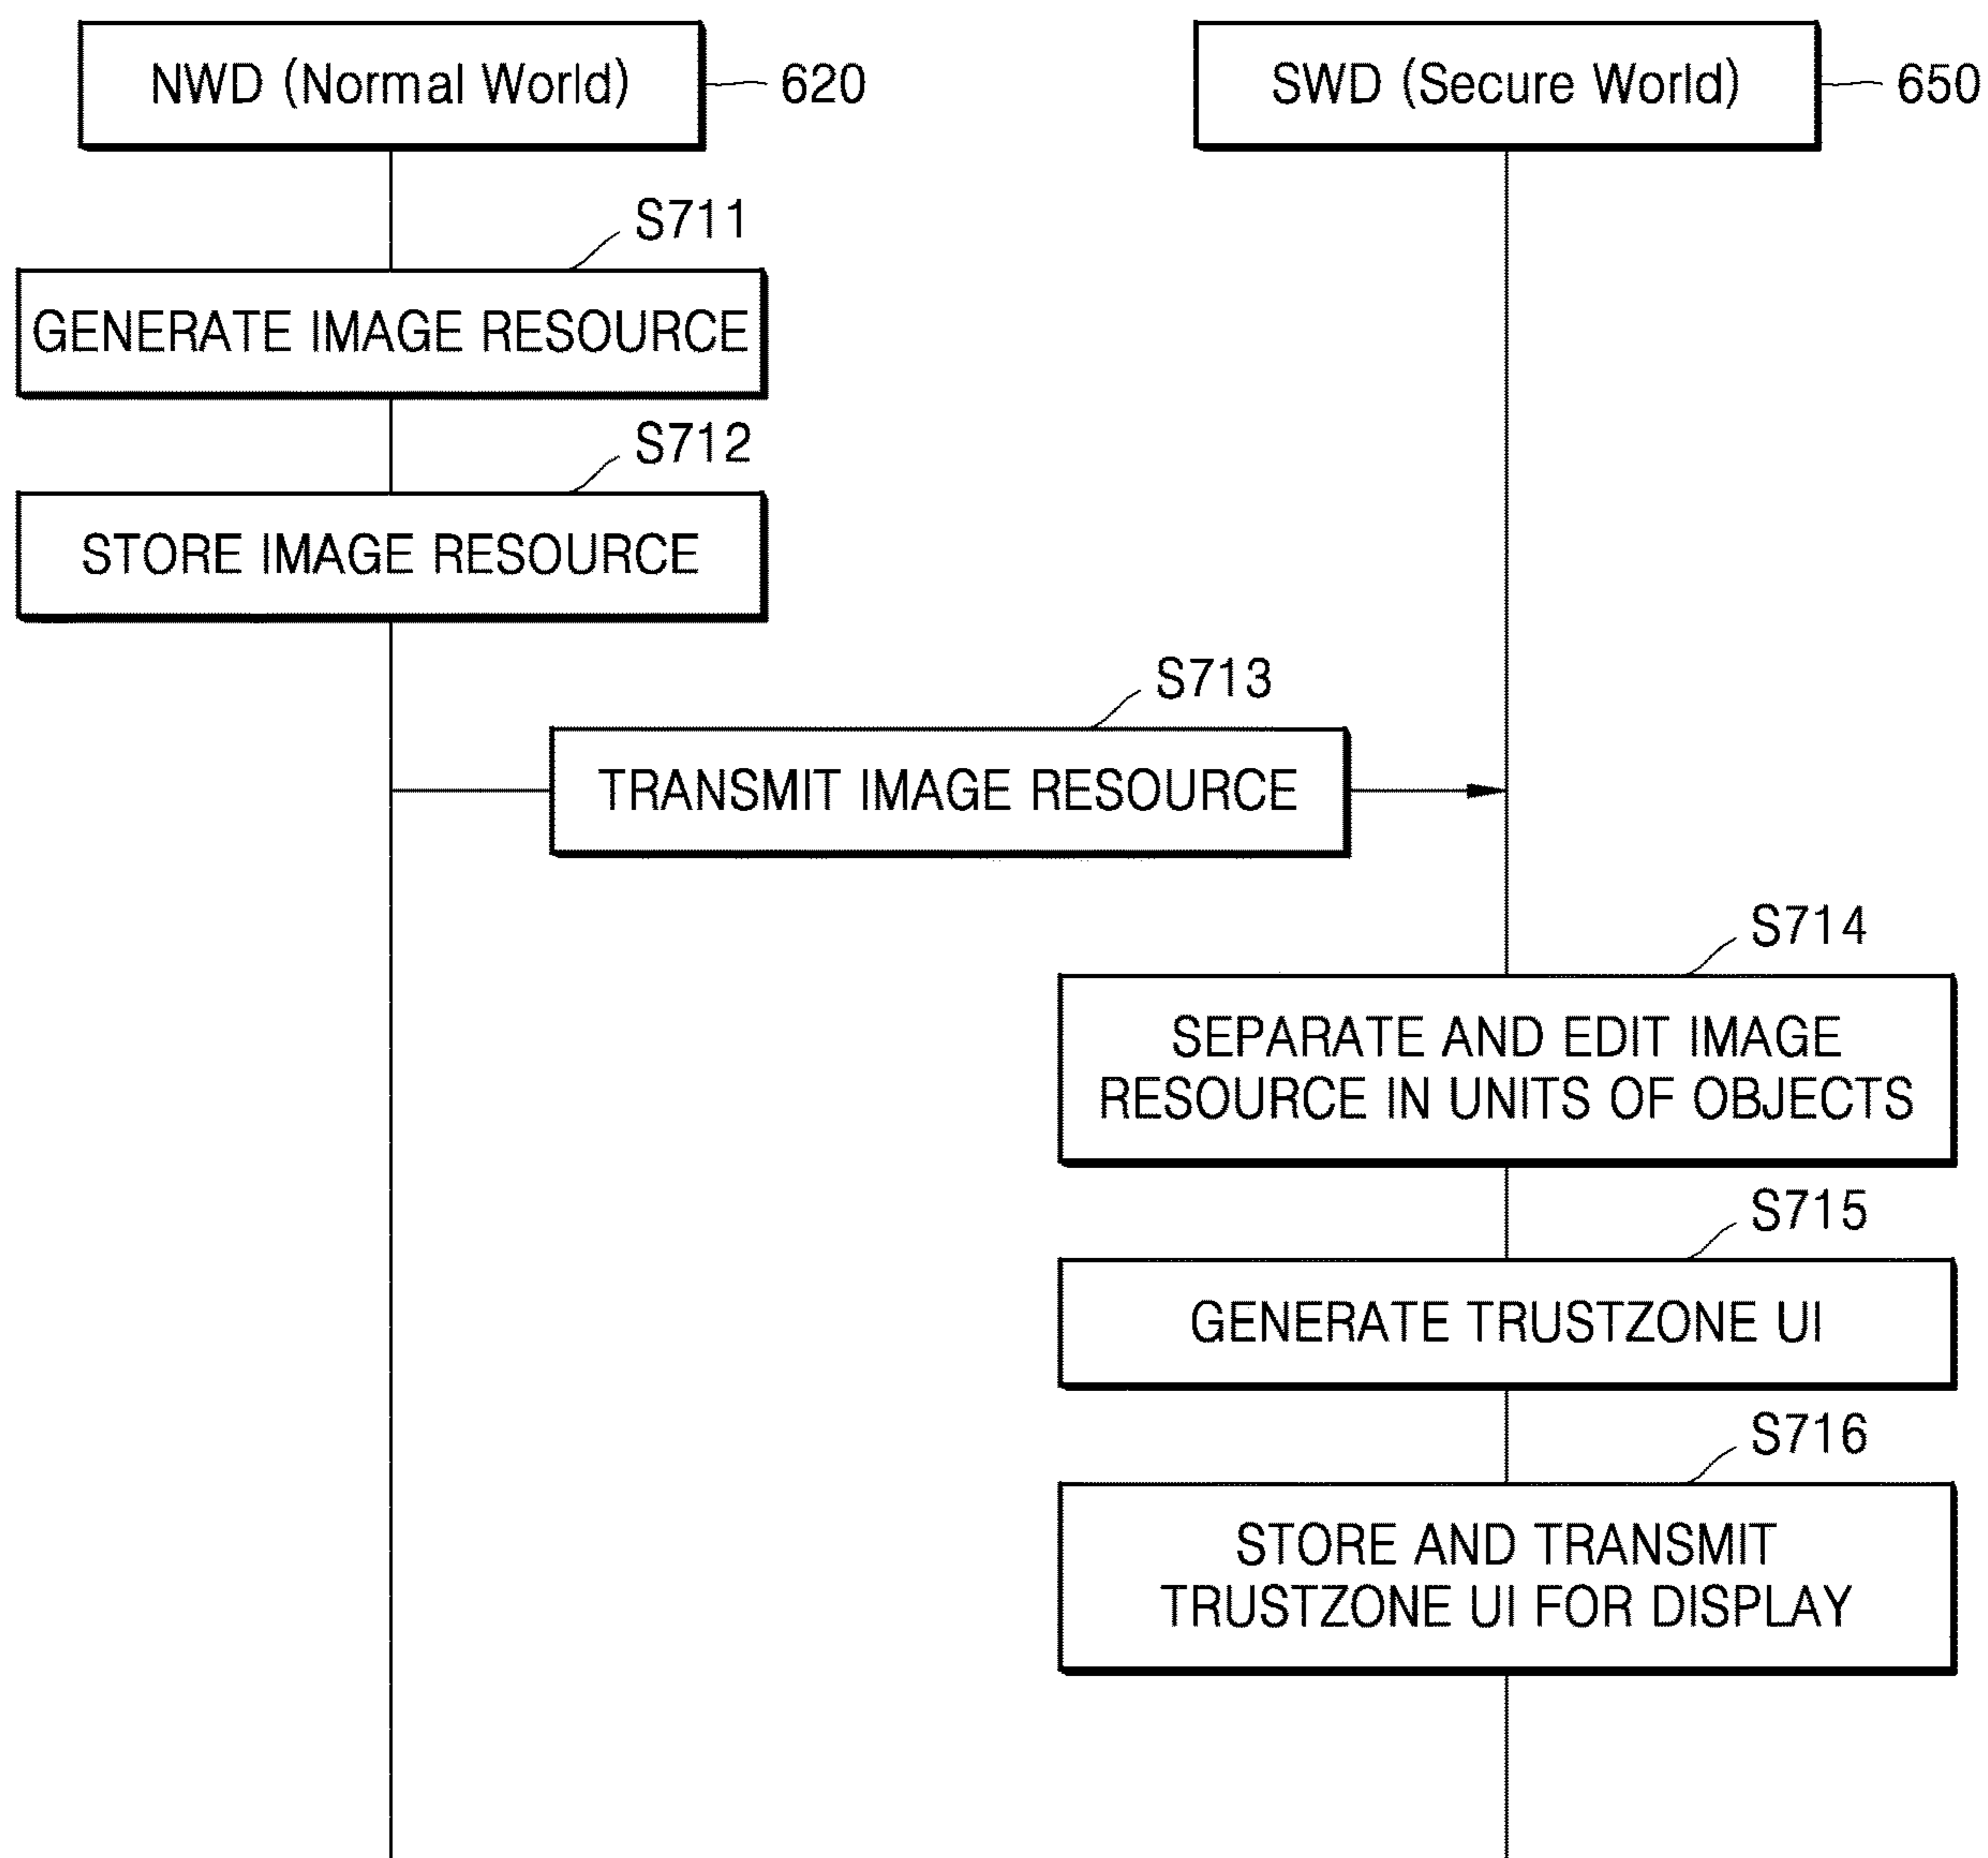 NWD (Normal World) 620
SWD (Secure World) 650
S711
GENERATE IMAGE RESOURCE
S712
STORE IMAGE RESOURCE
S713
TRANSMIT IMAGE RESOURCE
S714
SEPARATE AND EDIT IMAGE
RESOURCE IN UNITS OF OBJECTS
S715
GENERATE TRUSTZONE UI
S716
STORE AND TRANSMIT
TRUSTZONE UI FOR DISPLAY